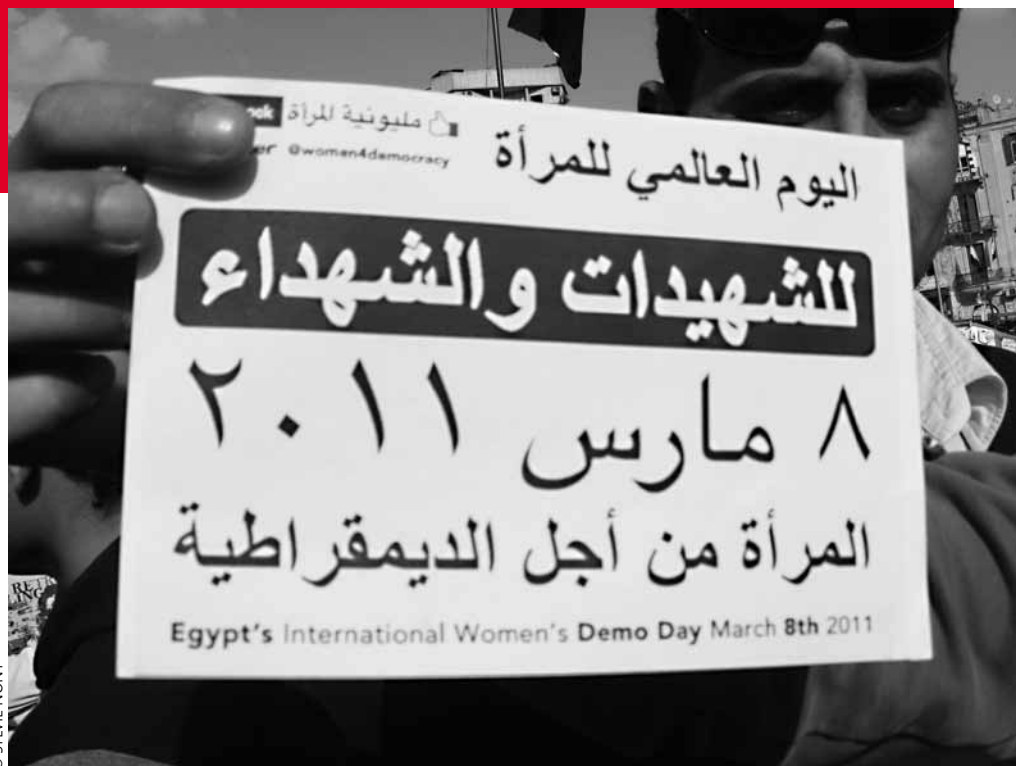 مليونية المرأة
@women4democracy
اليوم العالمي للمرأة
للشهيدات والشهداء
٨ مارس ٢٠١١
المرأة من أجل الديمقراطية
Egypt's International Women's Demo Day March 8th 2011